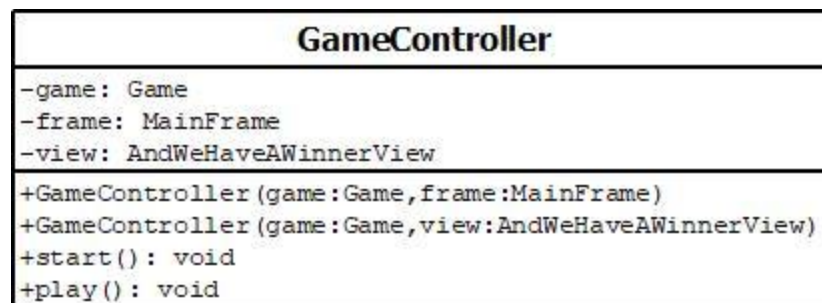 GameController
-game: Game
-frame: MainFrame
-view: AndWeHaveAWinnerView
+GameController(game:Game,frame:MainFrame)
+GameController(game:Game,view:AndWeHaveAWinnerView)
+start(): void
+play(): void